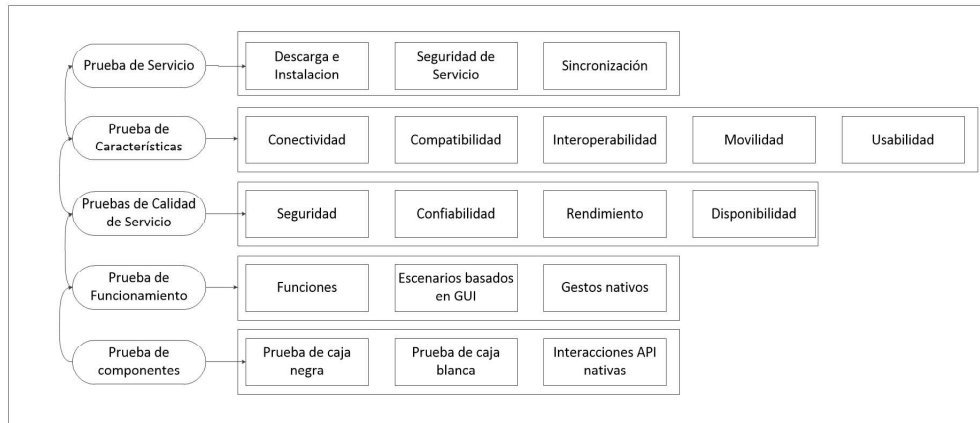 Prueba de Servicio
Descarga e
Instalacion
Seguridad de
Servicio
Sincronización
Prueba de
Características
Conectividad
Compatibilidad
Interoperabilidad
Movilidad
Usabilidad
Pruebas de Calidad
de Servicio
Seguridad
Confiabilidad
Rendimiento
Disponibilidad
Prueba de
Funcionamiento
Funciones
Escenarios basados
en GUI
Gestos nativos
Prueba de
componentes
Prueba de caja
negra
Prueba de caja
blanca
Interacciones API
nativas